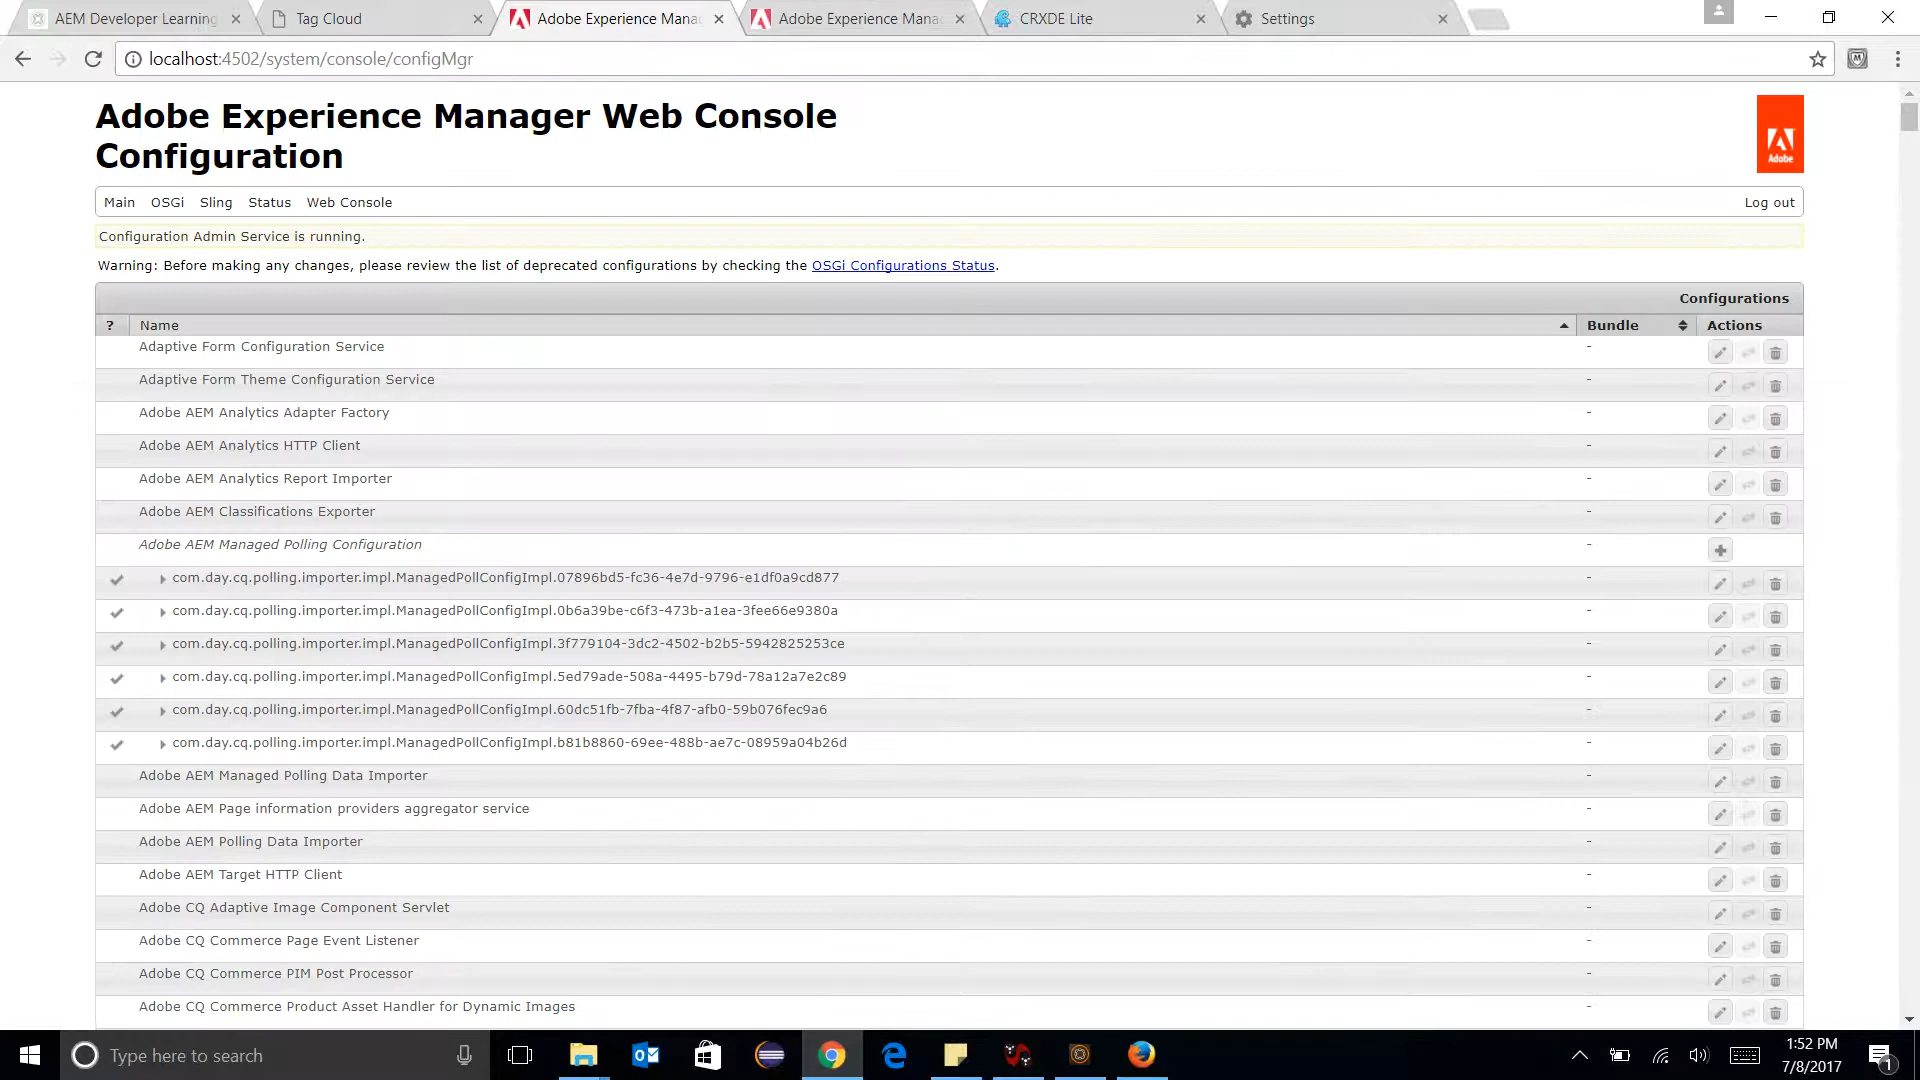 AEM Developer Learning
Tag Cloud
Adobe Experience Mana
Adobe Experience Mana
CRXDE Lite
Settings
localhost:4502/system/console/configMgr
Adobe Experience Manager Web Console
Configuration
Adobe
Main OSGi Sling Status Web Console Log out
Configuration Admin Service is running.
Warning: Before making any changes, please review the list of deprecated configurations by checking the OSGi Configurations Status.
Configurations
? Name Bundle Actions
Adaptive Form Configuration Service -
Adaptive Form Theme Configuration Service -
Adobe AEM Analytics Adapter Factory -
Adobe AEM Analytics HTTP Client -
Adobe AEM Analytics Report Importer -
Adobe AEM Classifications Exporter -
Adobe AEM Managed Polling Configuration -
com.day.cq.polling.importer.impl.ManagedPollConfigImpl.07896bd5-fc36-4e7d-9796-e1df0a9cd877 -
com.day.cq.polling.importer.impl.ManagedPollConfigImpl.0b6a39be-c6f3-473b-a1ea-3fee66e9380a -
com.day.cq.polling.importer.impl.ManagedPollConfigImpl.3f779104-3dc2-4502-b2b5-5942825253ce -
com.day.cq.polling.importer.impl.ManagedPollConfigImpl.5ed79ade-508a-4495-b79d-78a12a7e2c89 -
com.day.cq.polling.importer.impl.ManagedPollConfigImpl.60dc51fb-7fba-4f87-afb0-59b076fec9a6 -
com.day.cq.polling.importer.impl.ManagedPollConfigImpl.b81b8860-69ee-488b-ae7c-08959a04b26d -
Adobe AEM Managed Polling Data Importer -
Adobe AEM Page information providers aggregator service -
Adobe AEM Polling Data Importer -
Adobe AEM Target HTTP Client -
Adobe CQ Adaptive Image Component Servlet -
Adobe CQ Commerce Page Event Listener -
Adobe CQ Commerce PIM Post Processor -
Adobe CQ Commerce Product Asset Handler for Dynamic Images -
Type here to search
1:52 PM
7/8/2017
1